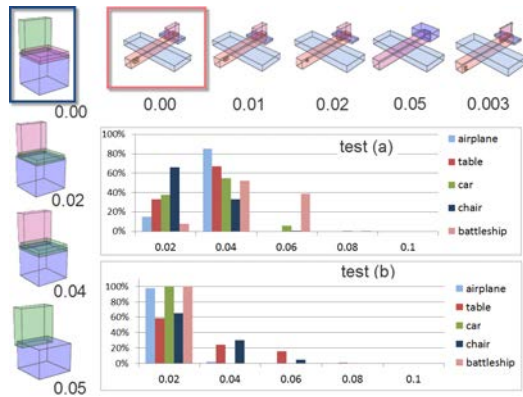 0.00 0.01 0.02 0.05 0.003
0.00
0.02
0.04
0.05
test (a)
100%
80%
60%
40%
20%
0%
0.02 0.04 0.06 0.08 0.1
airplane
table
car
chair
battleship
test (b)
100%
80%
60%
40%
20%
0%
0.02 0.04 0.06 0.08 0.1
airplane
table
car
chair
battleship